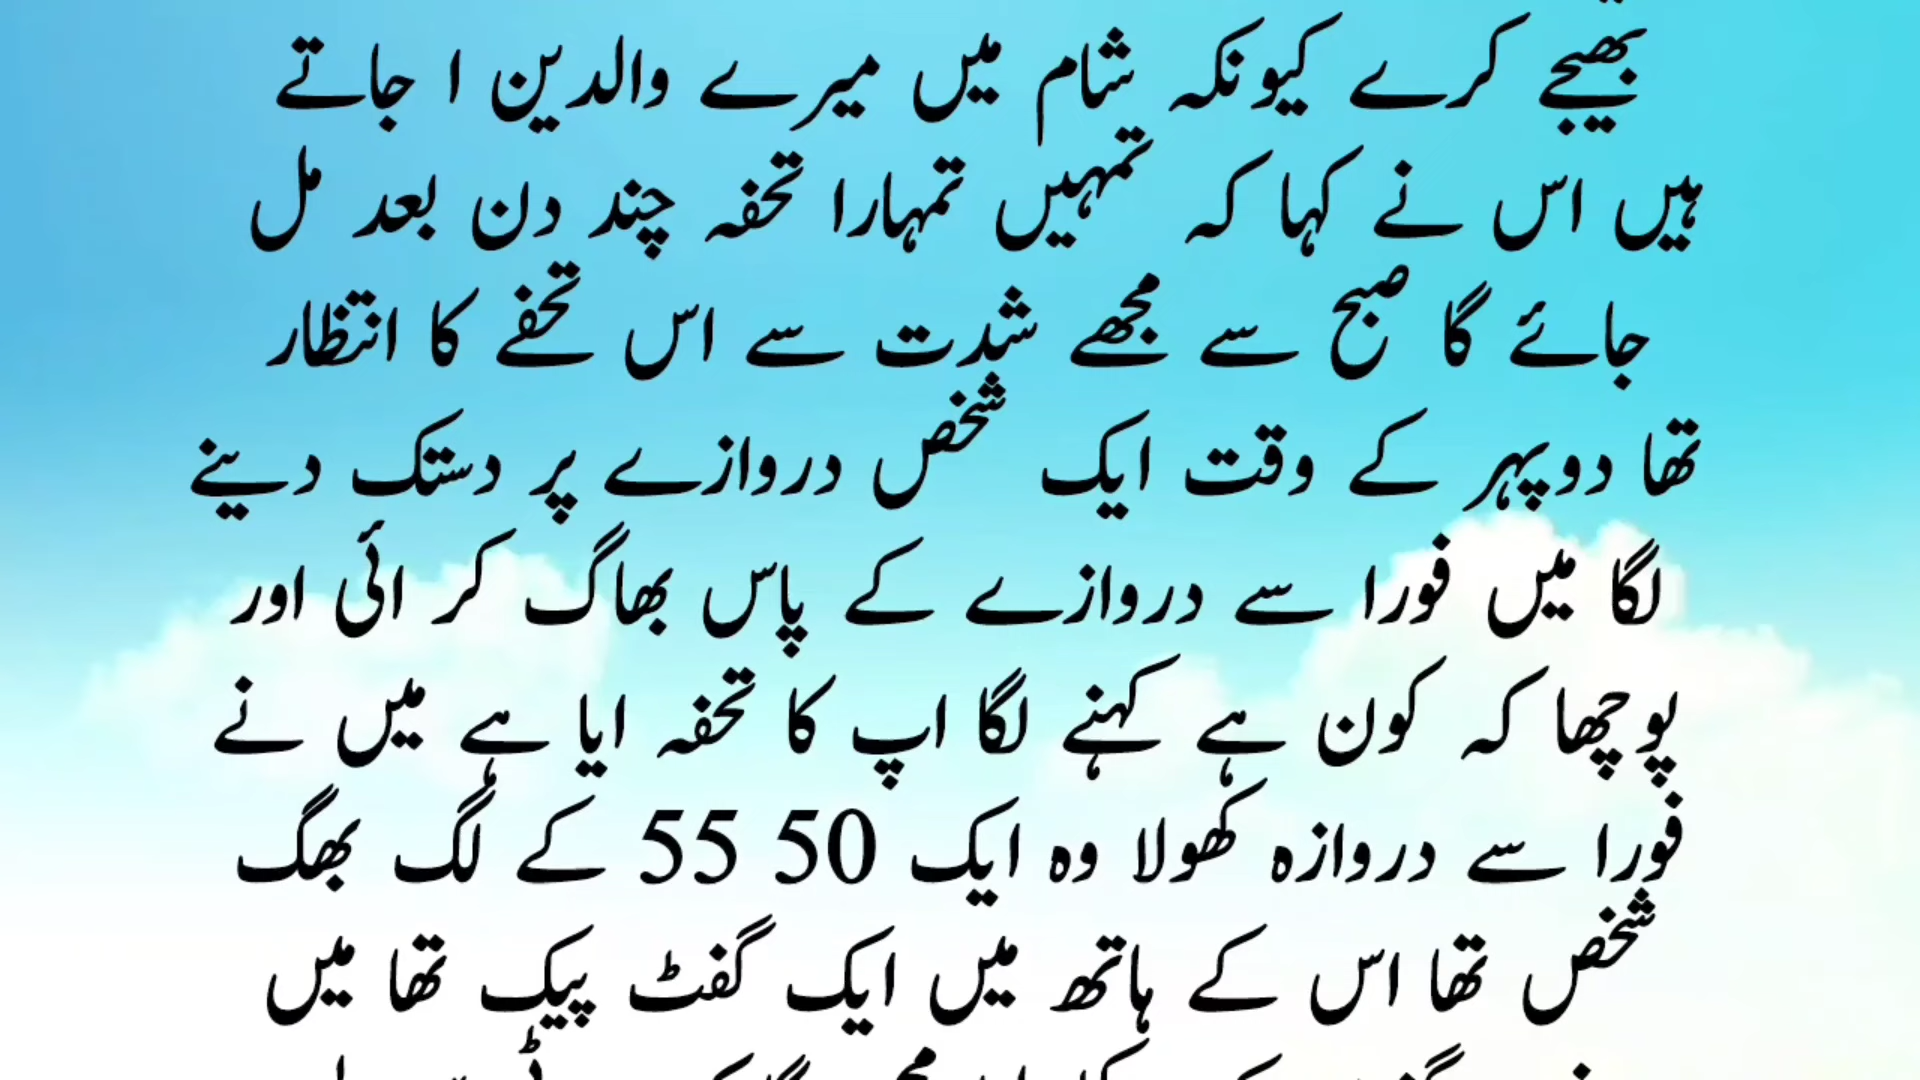 بھیجے کرے کیونکہ شام میں میرے والدین ا جاتے
ہیں اس نے کہا کہ تمہیں تمہارا تحفہ چند دن بعد مل
جائے گا صبح سے مجھے شدت سے اس تحفے کا انتظار
تھا دوپہر کے وقت ایک شخص دروازے پر دستک دینے
لگا میں فورا سے دروازے کے پاس بھاگ کر ائی اور
پوچھا کہ کون ہے کہنے لگا اپ کا تحفہ ایا ہے میں نے
فورا سے دروازہ کھولا وہ ایک 50 55 کے لگ بھگ
شخص تھا اس کے ہاتھ میں ایک گفٹ پیک تھا میں